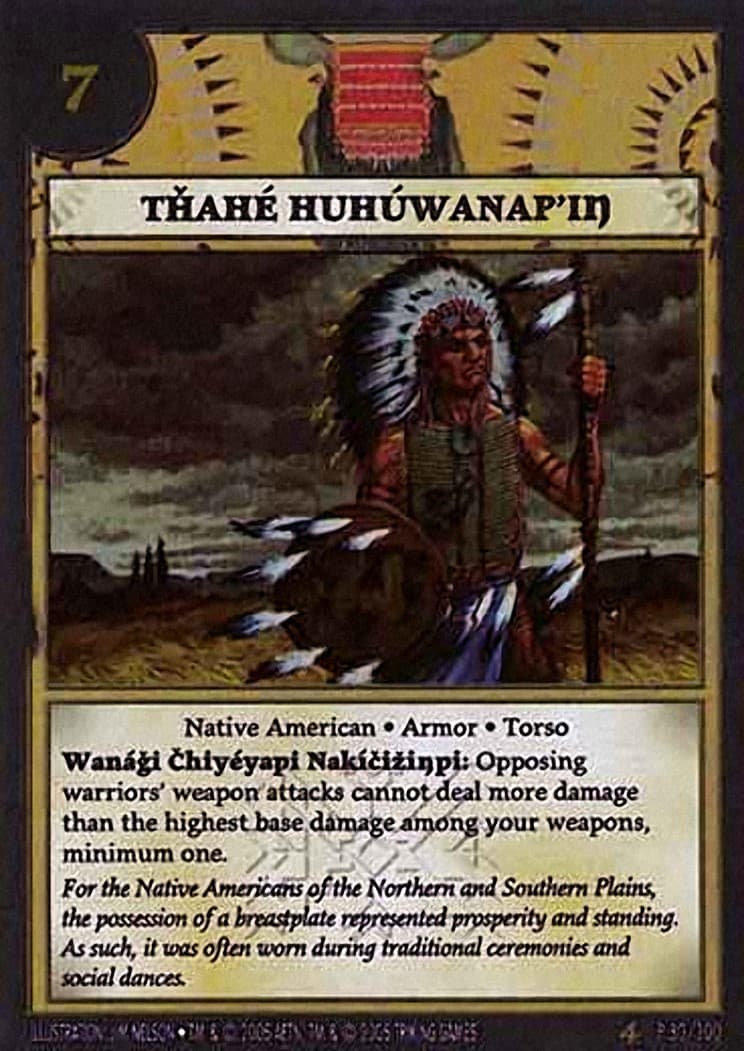 7
TȞAHÉ HUHÚWANAP’IŊ
Native American • Armor • Torso
Wanáǧi Čhiyéyapi Nakíčižiŋpi: Opposing
warriors’ weapon attacks cannot deal more damage
than the highest base damage among your weapons,
minimum one.
For the Native Americans of the Northern and Southern Plains,
the possession of a breastplate represented prosperity and standing.
As such, it was often worn during traditional ceremonies and
social dances.
4